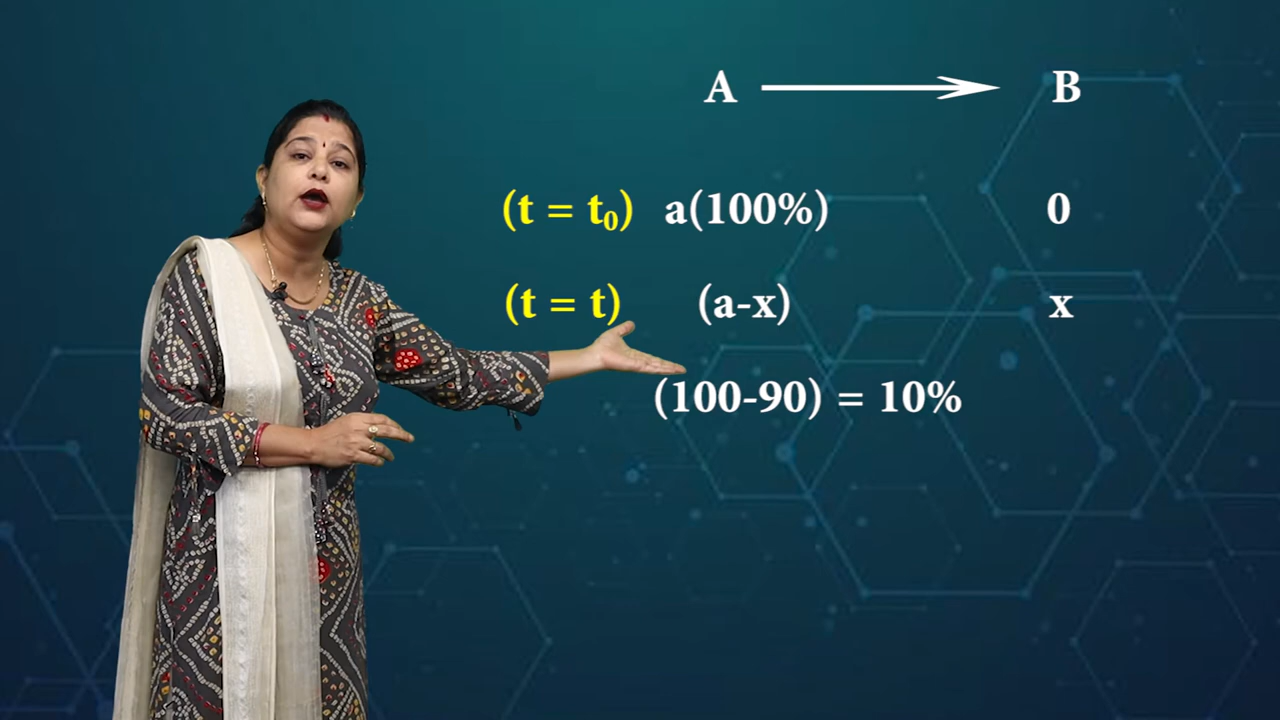 A → B
(t = t₀) a(100%) 0
(t = t) (a-x) x
(100-90) = 10%